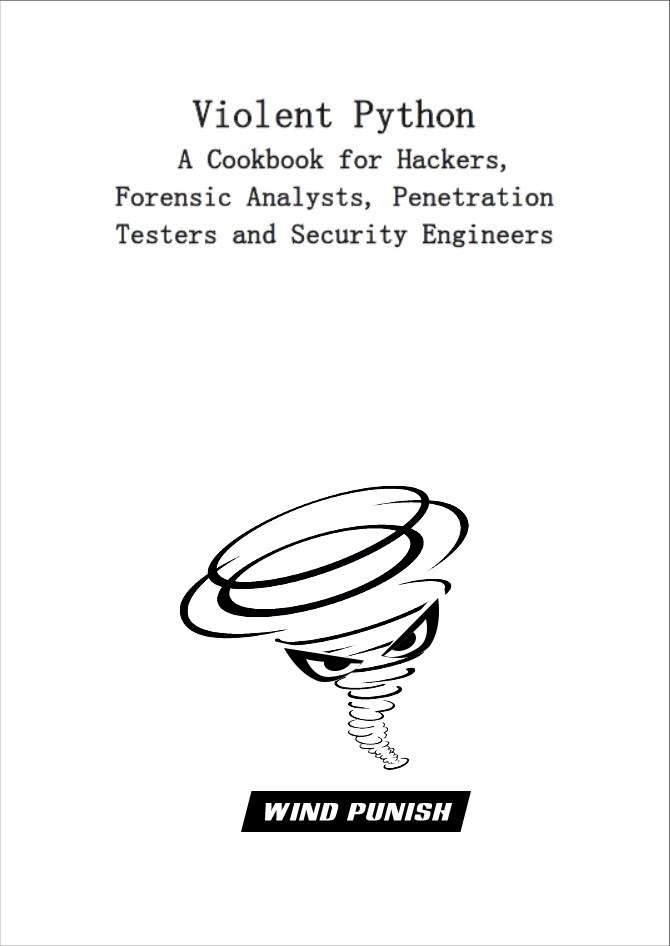 Violent Python
A Cookbook for Hackers,
Forensic Analysts, Penetration
Testers and Security Engineers
WIND PUNISH